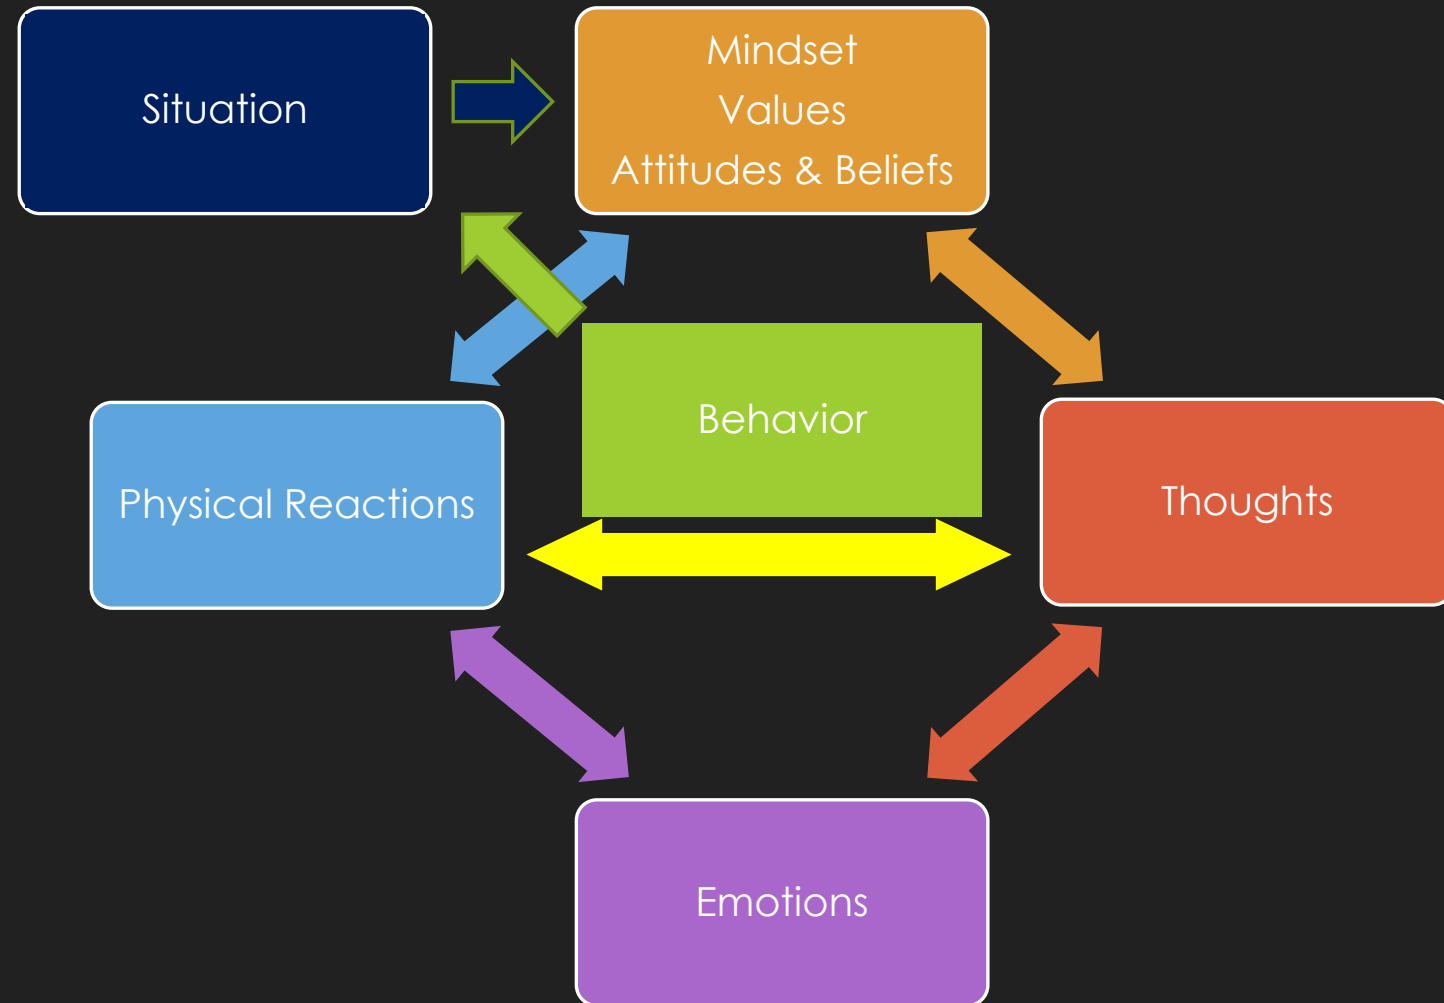 Situation
Mindset
Values
Attitudes & Beliefs
Behavior
Physical Reactions
Thoughts
Emotions